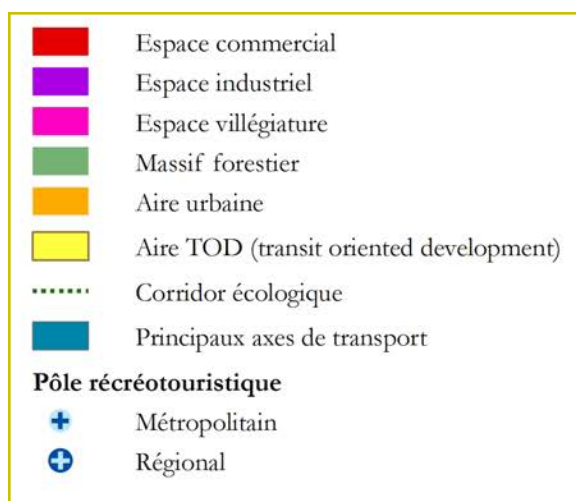 Espace commercial
Espace industriel
Espace villégiature
Massif forestier
Aire urbaine
Aire TOD (transit oriented development)
Corridor écologique
Principaux axes de transport
Pôle récréotouristique
Métropolitain
Régional